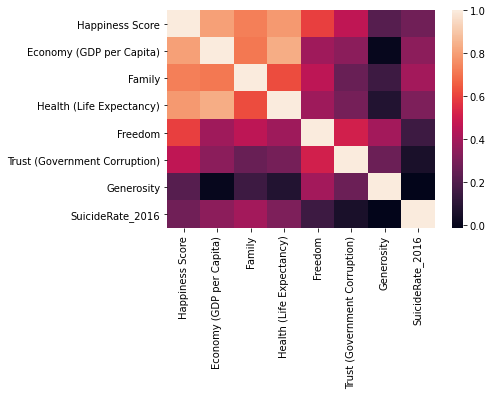 Happiness Score
Economy (GDP per Capita)
Family
Health (Life Expectancy)
Freedom
Trust (Government Corruption)
Generosity
SuicideRate_2016
Happiness Score
Economy (GDP per Capita)
Family
Health (Life Expectancy)
Freedom
Trust (Government Corruption)
Generosity
SuicideRate_2016
1.0
0.8
0.6
0.4
0.2
0.0